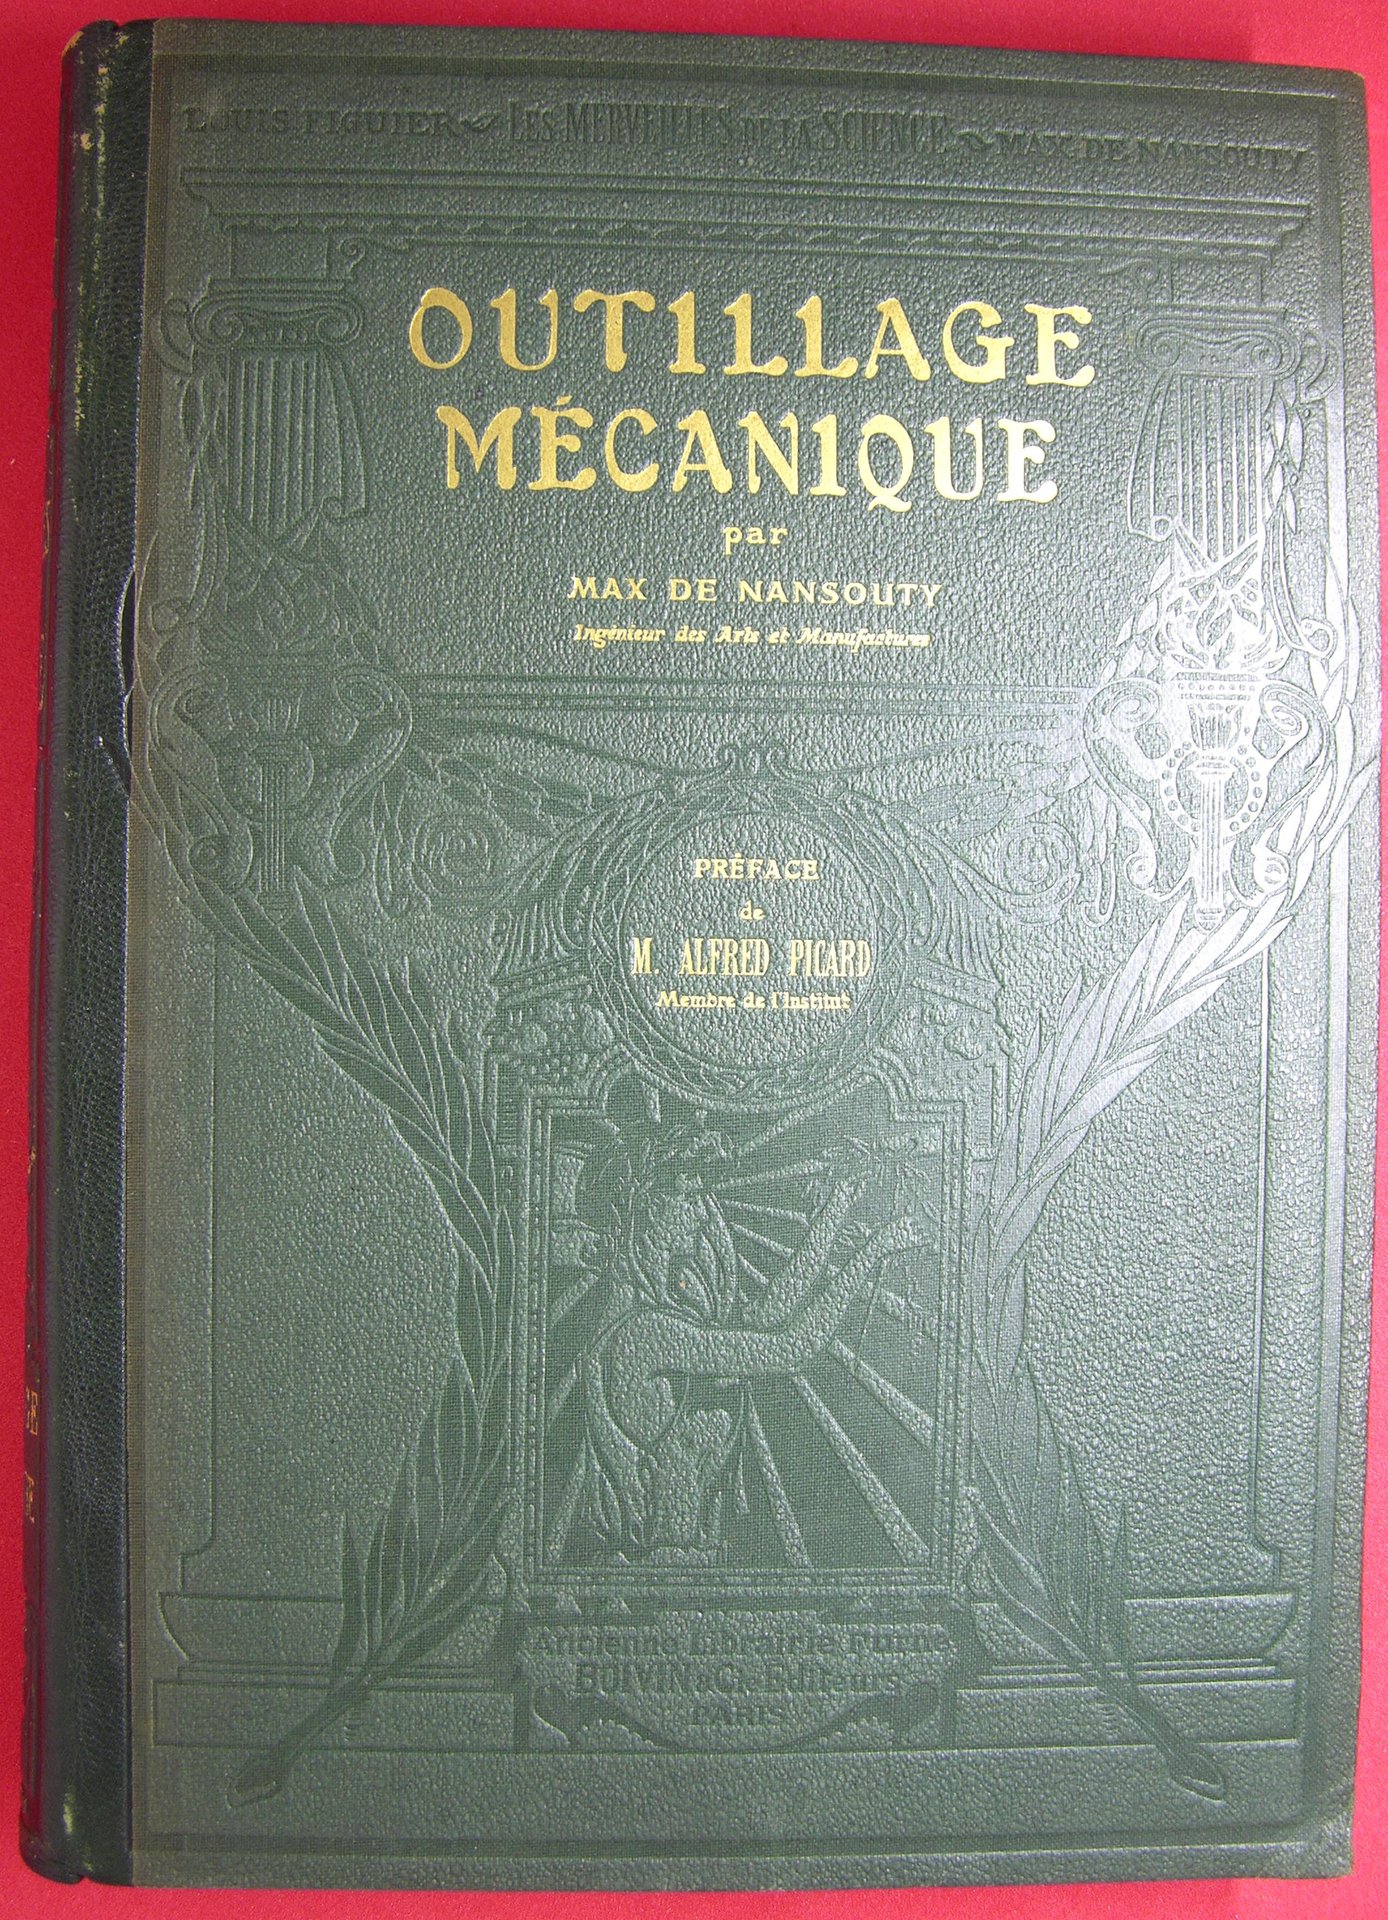 LOUIS FIGUIER LES MERVEILLES DE LA SCIENCE MAX DE NANSOUTY
OUTILLAGE
MÉCANIQUE
par
MAX DE NANSOUTY
Ingénieur des Arts et Manufactures
PRÉFACE
de
M. ALFRED PICARD
Membre de l'Institut
Ancienne Librairie Furne
BOIVIN & Cie Editeurs
PARIS